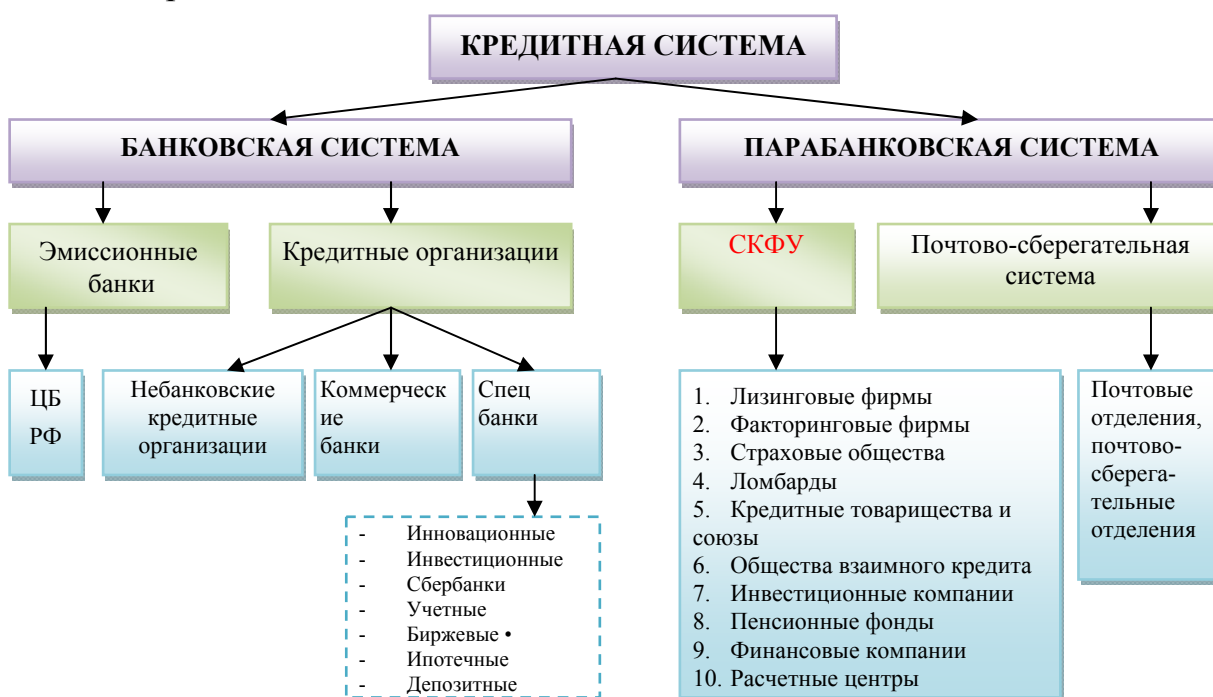 КРЕДИТНАЯ СИСТЕМА
БАНКОВСКАЯ СИСТЕМА
ПАРАБАНКОВСКАЯ СИСТЕМА
Эмиссионные
банки
Кредитные организации
СКФУ
Почтово-сберегательная
система
ЦБ
РФ
Небанковские
кредитные
организации
Коммерческ
ие
банки
Спец
банки
- Инновационные
- Инвестиционные
- Сбербанки
- Учетные
- Биржевые •
- Ипотечные
- Депозитные
1. Лизинговые фирмы
2. Факторинговые фирмы
3. Страховые общества
4. Ломбарды
5. Кредитные товарищества и
союзы
6. Общества взаимного кредита
7. Инвестиционные компании
8. Пенсионные фонды
9. Финансовые компании
10. Расчетные центры
Почтовые
отделения,
почтово-
сберега-
тельные
отделения